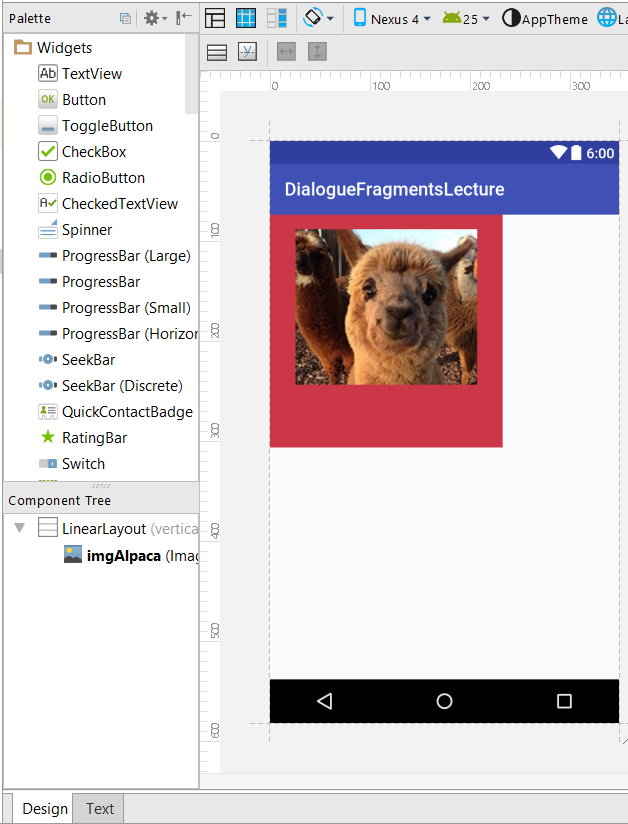 Palette
Nexus 4
25
AppTheme
La
Widgets
Ab TextView
OK Button
ToggleButton
CheckBox
RadioButton
A CheckedTextView
Spinner
ProgressBar (Large)
ProgressBar
ProgressBar (Small)
ProgressBar (Horizon
SeekBar
SeekBar (Discrete)
QuickContactBadge
RatingBar
Switch
Component Tree
LinearLayout (vertica
imgAlpaca (Imag
0 100 200 300
0
100
200
300
400
500
600
6:00
DialogueFragmentsLecture
Design Text